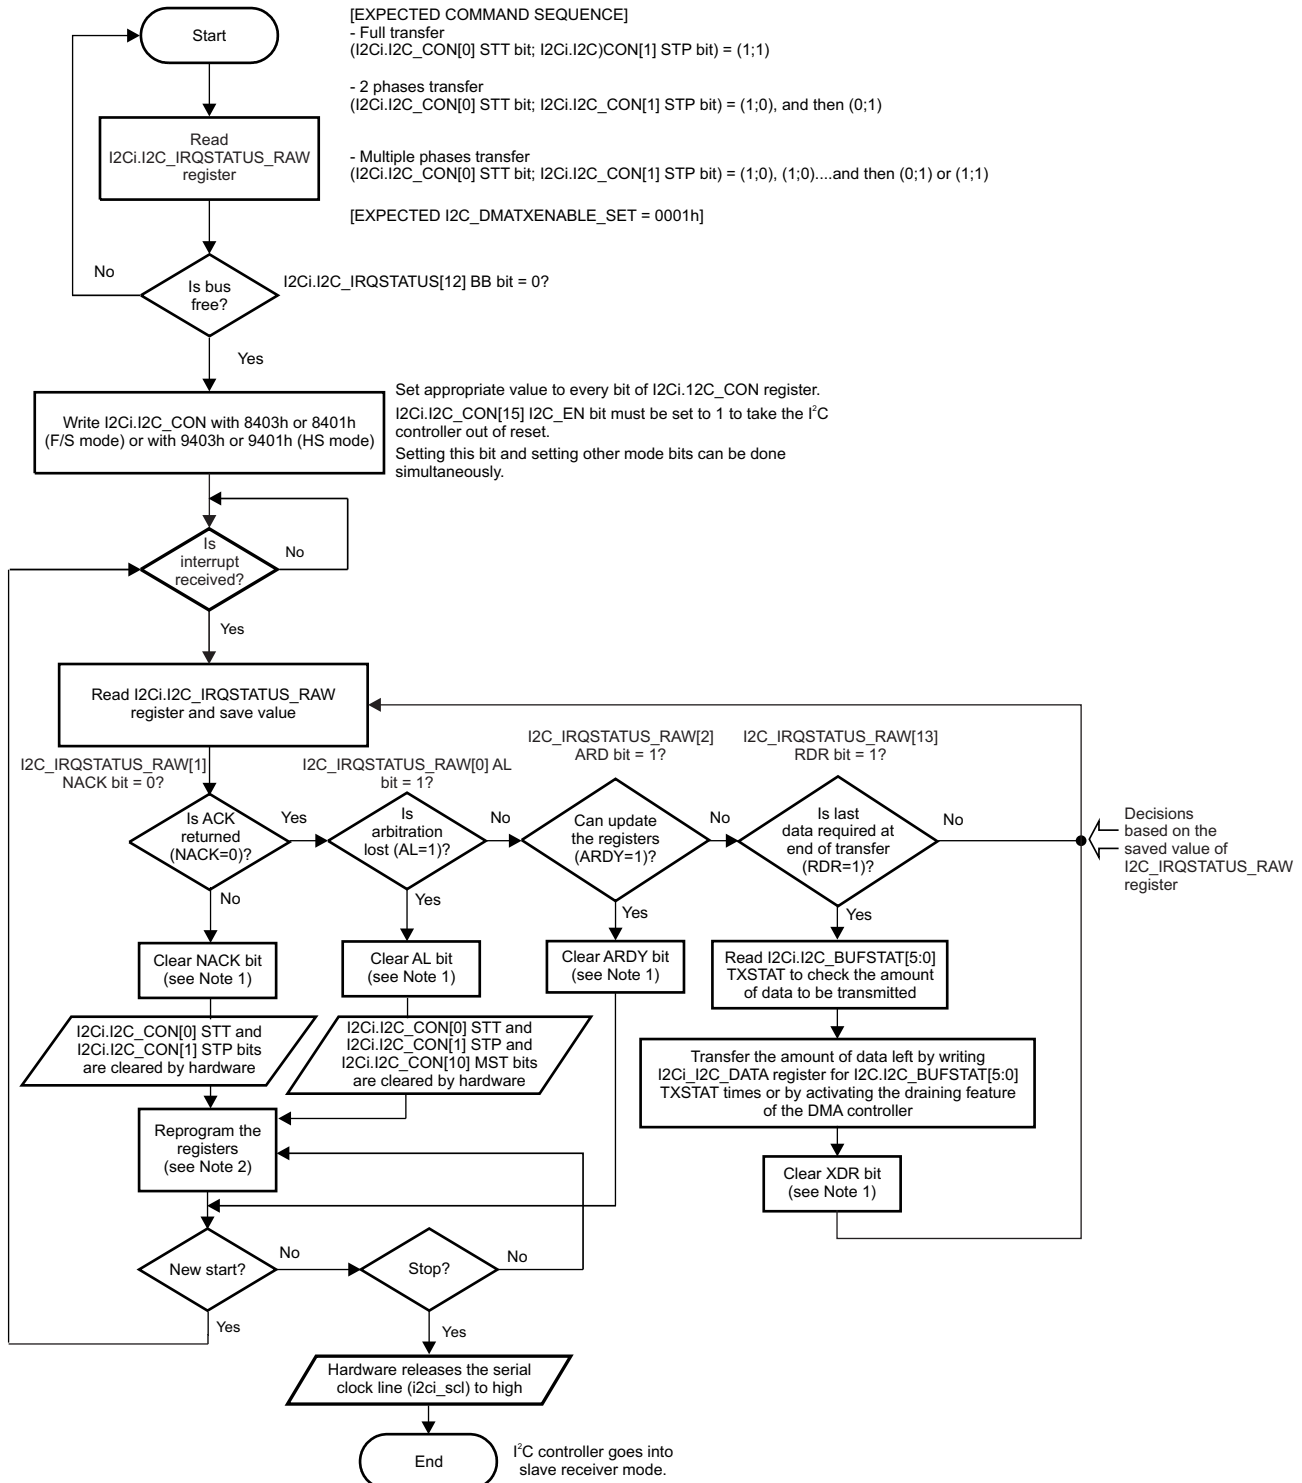 Start
[EXPECTED COMMAND SEQUENCE]
- Full transfer
(I2Ci.I2C_CON[0] STT bit; I2Ci.I2C)CON[1] STP bit) = (1;1)
- 2 phases transfer
(I2Ci.I2C_CON[0] STT bit; I2Ci.I2C_CON[1] STP bit) = (1;0), and then (0;1)
- Multiple phases transfer
(I2Ci.I2C_CON[0] STT bit; I2Ci.I2C_CON[1] STP bit) = (1;0), (1;0)....and then (0;1) or (1;1)
[EXPECTED I2C_DMATXENABLE_SET = 0001h]
Read
I2Ci.I2C_IRQSTATUS_RAW
register
No
Is bus
free?
I2Ci.I2C_IRQSTATUS[12] BB bit = 0?
Yes
Write I2Ci.I2C_CON with 8403h or 8401h
(F/S mode) or with 9403h or 9401h (HS mode)
Set appropriate value to every bit of I2Ci.12C_CON register.
I2Ci.I2C_CON[15] I2C_EN bit must be set to 1 to take the I²C
controller out of reset.
Setting this bit and setting other mode bits can be done
simultaneously.
Is
interrupt
received?
No
Yes
Read I2Ci.I2C_IRQSTATUS_RAW
register and save value
I2C_IRQSTATUS_RAW[1]
NACK bit = 0?
I2C_IRQSTATUS_RAW[0] AL
bit = 1?
I2C_IRQSTATUS_RAW[2]
ARD bit = 1?
I2C_IRQSTATUS_RAW[13]
RDR bit = 1?
Is ACK
returned
(NACK=0)?
Yes
Is
arbitration
lost (AL=1)?
No
Can update
the registers
(ARDY=1)?
No
Is last
data required at
end of transfer
(RDR=1)?
No
Decisions
based on the
saved value of
I2C_IRQSTATUS_RAW
register
No
Yes
Yes
Yes
Clear NACK bit
(see Note 1)
Clear AL bit
(see Note 1)
Clear ARDY bit
(see Note 1)
Read I2Ci.I2C_BUFSTAT[5:0]
TXSTAT to check the amount
of data to be transmitted
I2Ci.I2C_CON[0] STT and
I2Ci.I2C_CON[1] STP bits
are cleared by hardware
I2Ci.I2C_CON[0] STT and
I2Ci.I2C_CON[1] STP and
I2Ci.I2C_CON[10] MST bits
are cleared by hardware
Transfer the amount of data left by writing
I2Ci_I2C_DATA register for I2C.I2C_BUFSTAT[5:0]
TXSTAT times or by activating the draining feature
of the DMA controller
Reprogram the
registers
(see Note 2)
Clear XDR bit
(see Note 1)
New start?
No
Stop?
No
Yes
Yes
Hardware releases the serial
clock line (i2ci_scl) to high
End
I²C controller goes into
slave receiver mode.